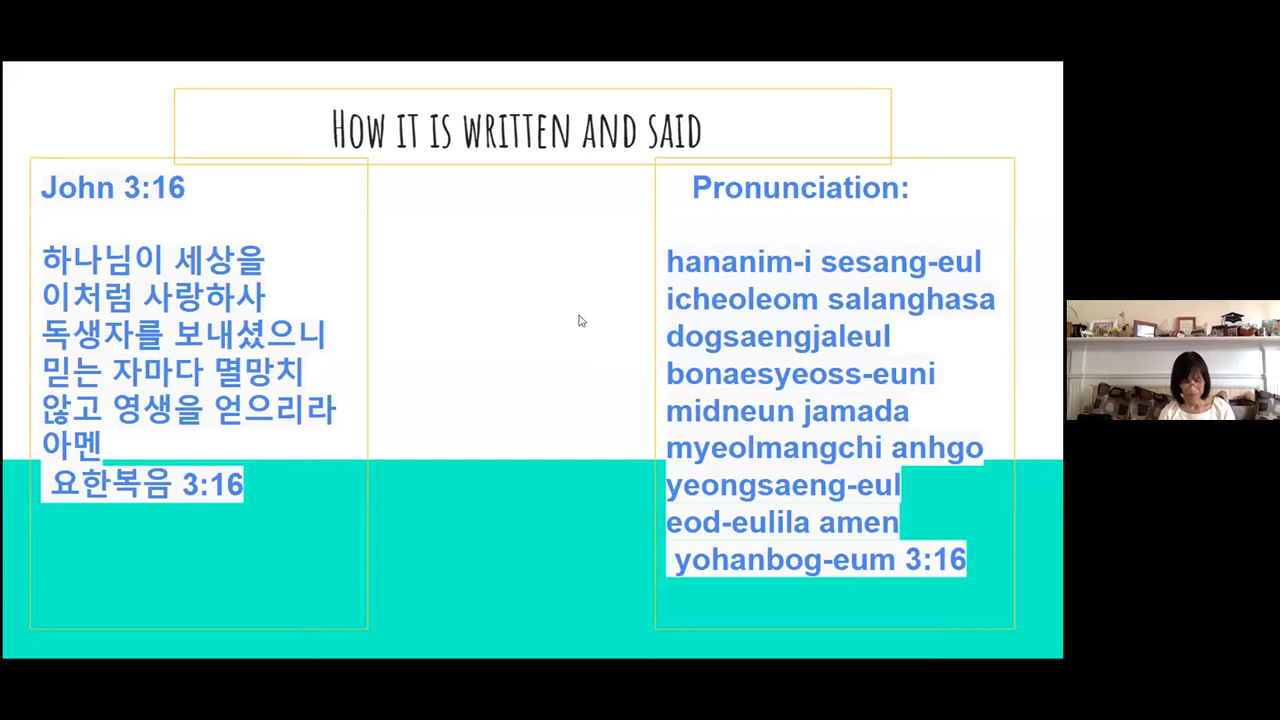 How it is written and said
John 3:16
하나님이 세상을
이처럼 사랑하사
독생자를 보내셨으니
믿는 자마다 멸망치
않고 영생을 얻으리라
아멘
요한복음 3:16
Pronunciation:
hananim-i sesang-eul
icheoleom salanghasa
dogsaengjaleul
bonaesyeoss-euni
midneun jamada
myeolmangchi anhgo
yeongsaeng-eul
eod-eulila amen
yohanbog-eum 3:16